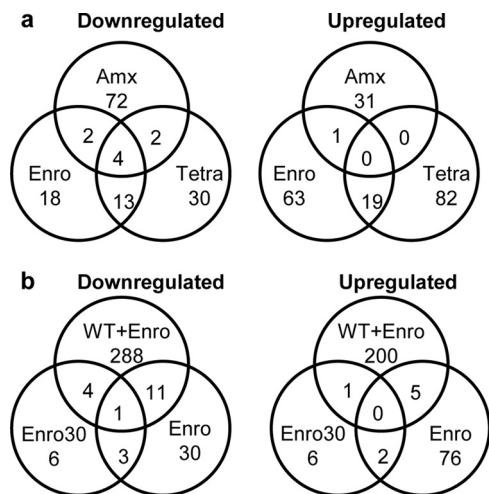 a Downregulated Upregulated
Amx Amx
72 31
2 2 1 0
4 0
Enro Tetra Enro Tetra
18 13 30 63 19 82
b Downregulated Upregulated
WT+Enro WT+Enro
288 200
4 11 1 5
1 0
Enro30 Enro Enro30 Enro
6 3 30 6 2 76